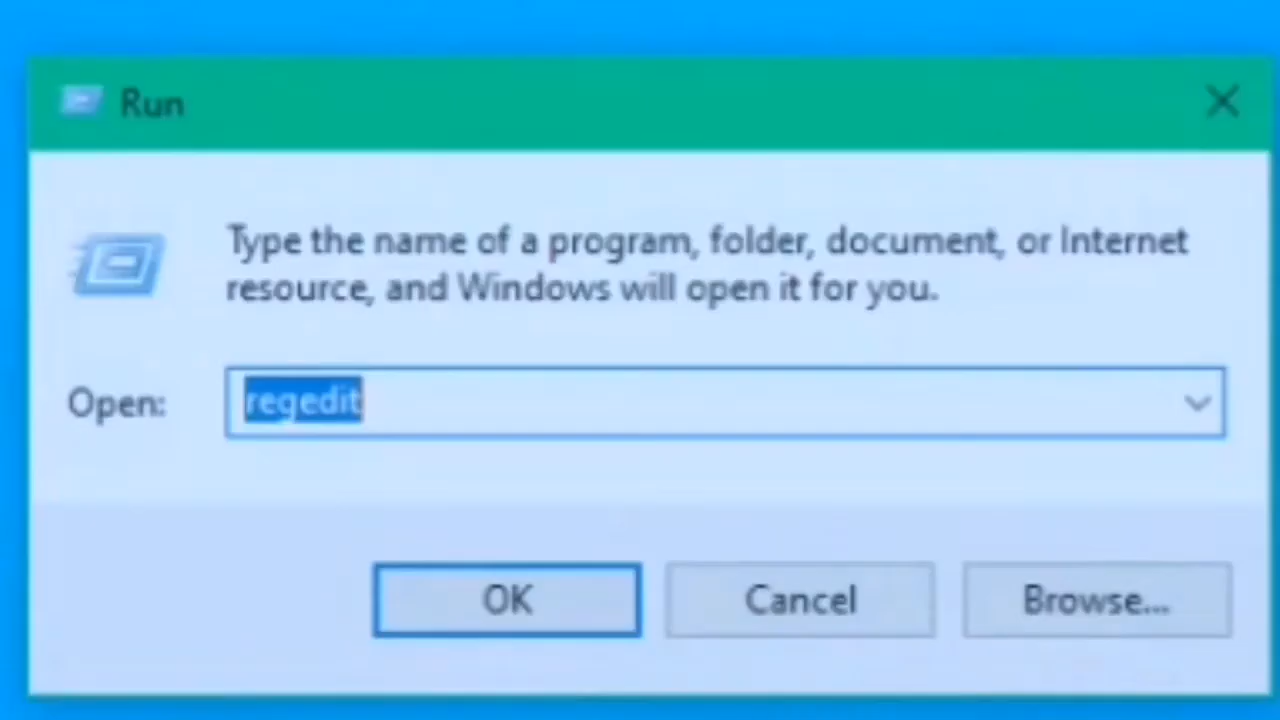 Run
Type the name of a program, folder, document, or Internet
resource, and Windows will open it for you.
Open:
regedit
OK
Cancel
Browse...